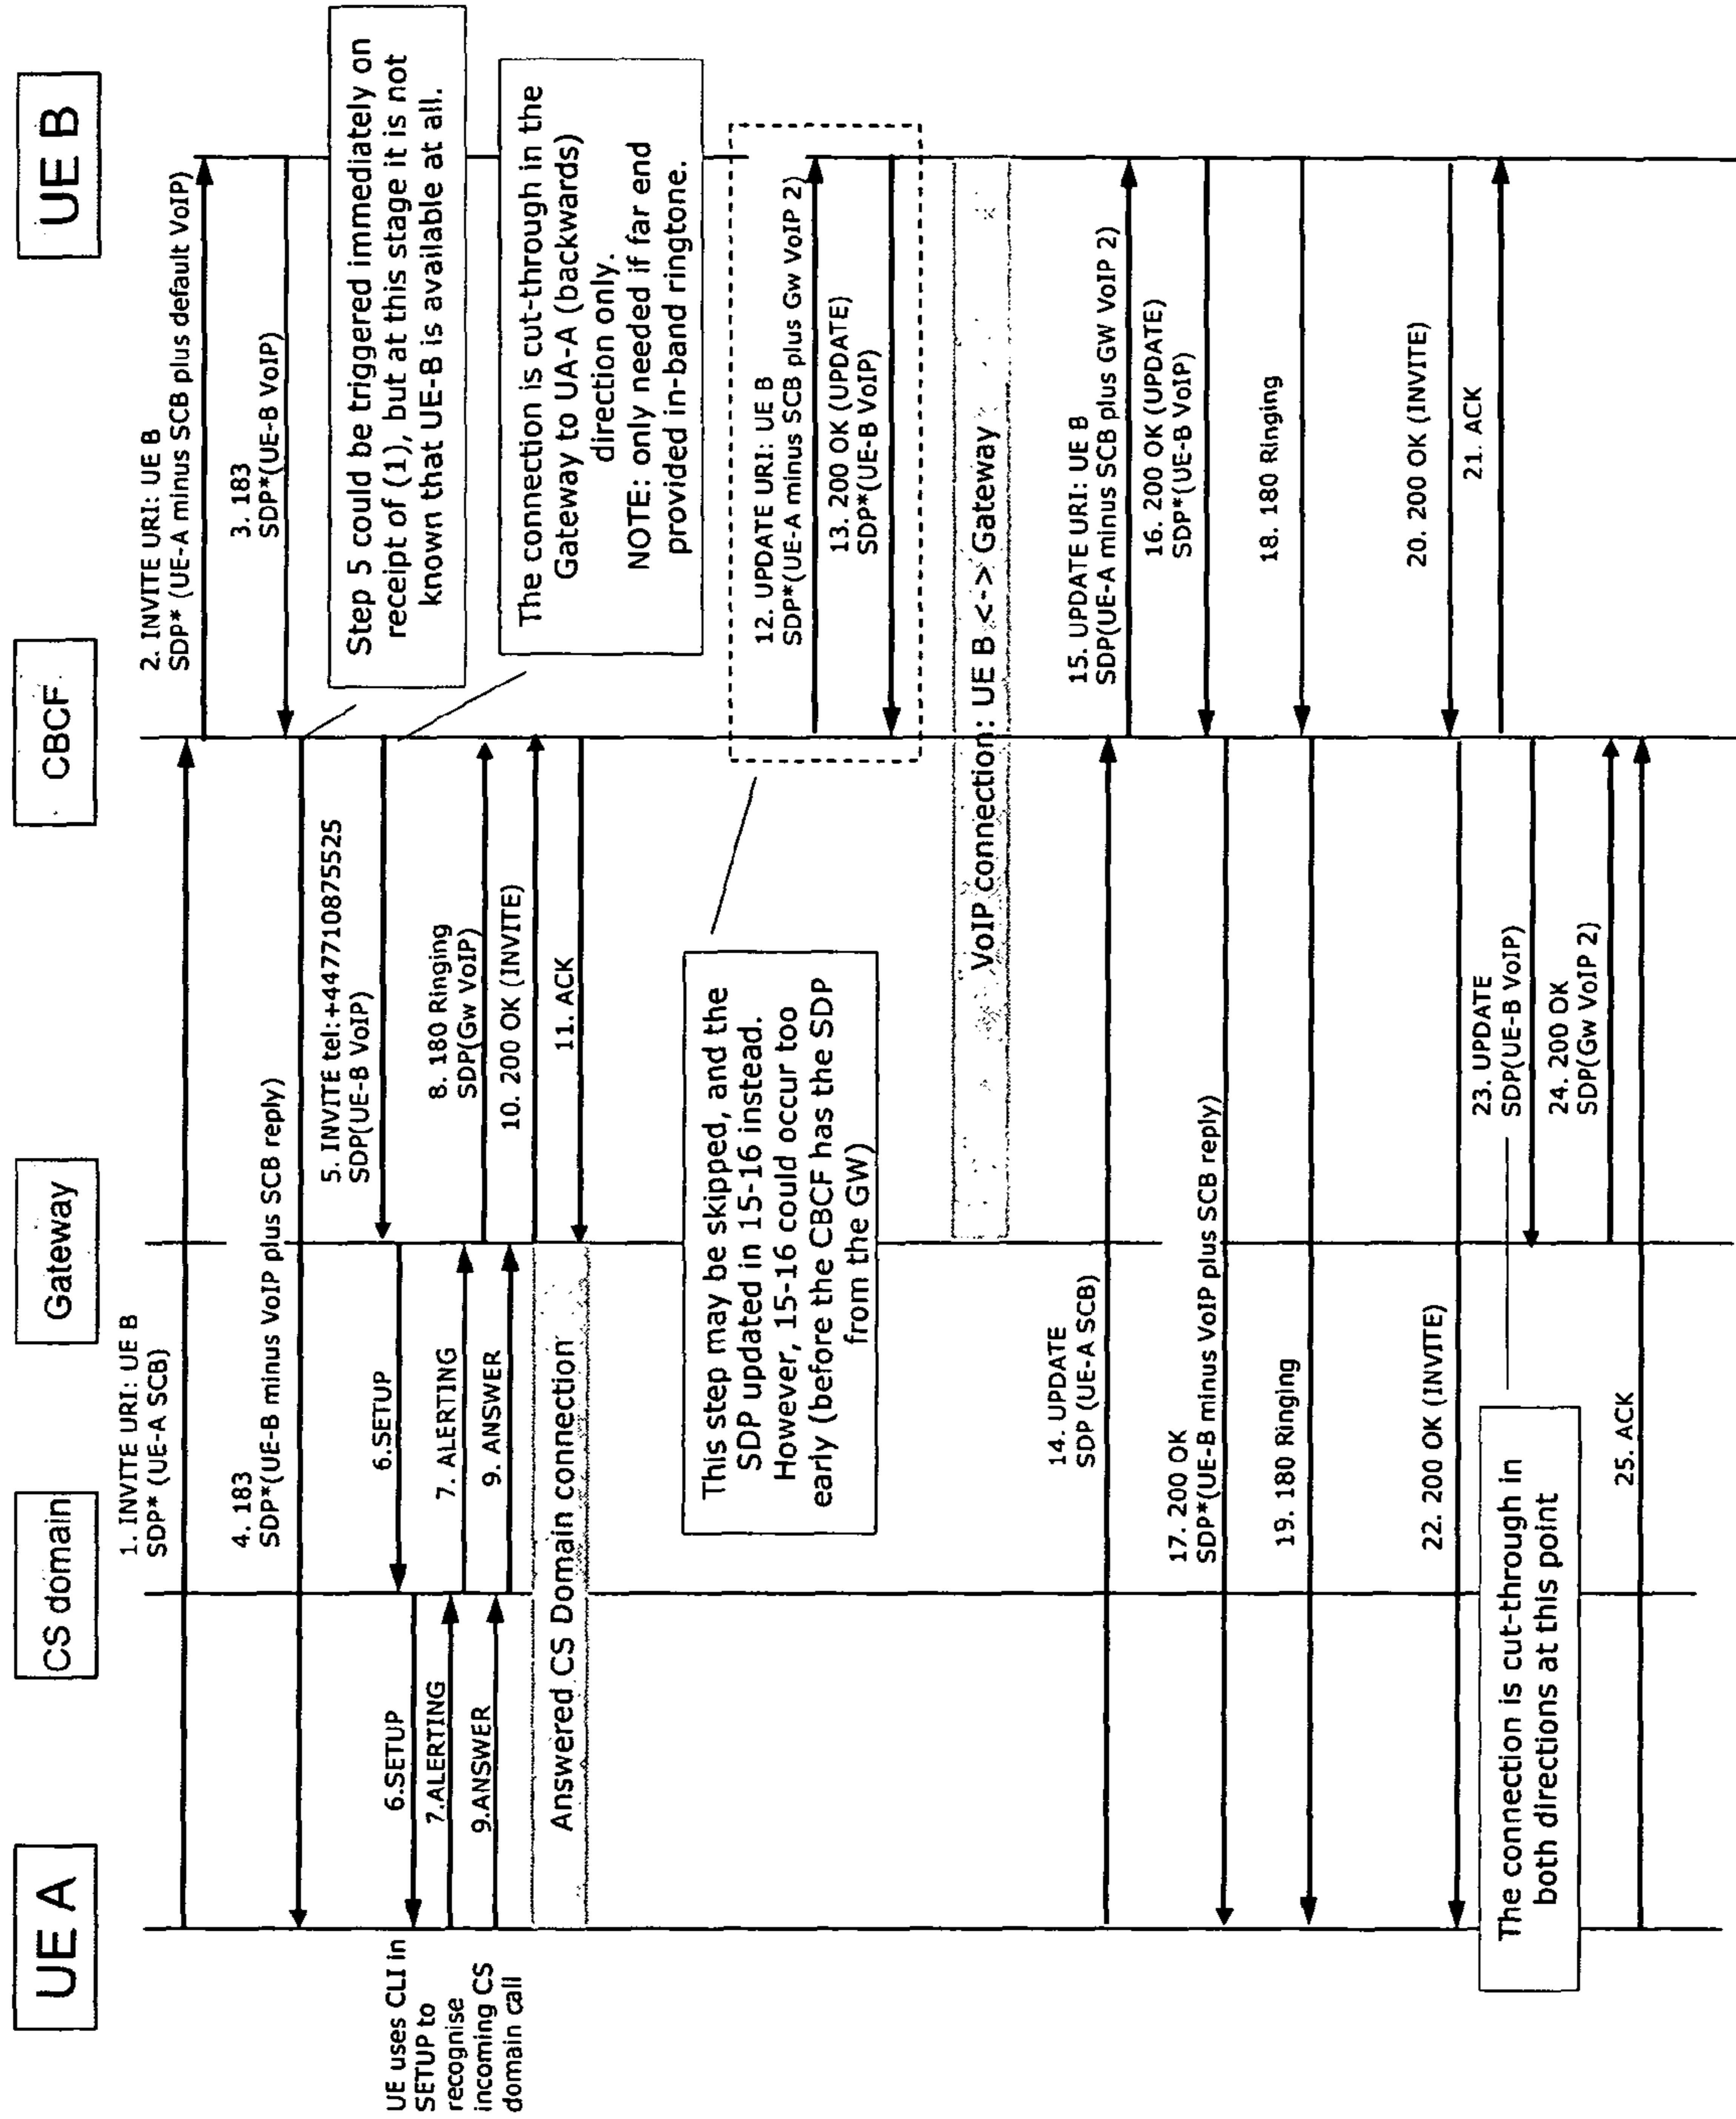 UE A
CS domain
Gateway
CBCF
UE B
1. INVITE URI: UE B
SDP* (UE-A SCB)
2. INVITE URI: UE B
SDP* (UE-A minus SCB plus default VoIP)
3. 183
SDP*(UE-B VoIP)
4. 183
SDP*(UE-B minus VoIP plus SCB reply)
Step 5 could be triggered immediately on
receipt of (1), but at this stage it is not
known that UE-B is available at all.
5. INVITE tel:+447710875525
SDP(UE-B VoIP)
The connection is cut-through in the
Gateway to UA-A (backwards)
direction only.
NOTE: only needed if far end
provided in-band ringtone.
UE uses CLI in
SETUP to
recognise
incoming CS
domain call
6.SETUP
6.SETUP
7.ALERTING
7. ALERTING
8. 180 Ringing
SDP(Gw VoIP)
9.ANSWER
9. ANSWER
10. 200 OK (INVITE)
11. ACK
Answered CS Domain connection
This step may be skipped, and the
SDP updated in 15-16 instead.
However, 15-16 could occur too
early (before the CBCF has the SDP
from the GW)
12. UPDATE URI: UE B
SDP*(UE-A minus SCB plus Gw VoIP 2)
13. 200 OK (UPDATE)
SDP*(UE-B VoIP)
VoIP connection: UE B <-> Gateway
14. UPDATE
SDP (UE-A SCB)
15. UPDATE URI: UE B
SDP(UE-A minus SCB plus GW VOIP 2)
16. 200 OK (UPDATE)
SDP*(UE-B VoIP)
17. 200 OK
SDP*(UE-B minus VoIP plus SCB reply)
18. 180 Ringing
19. 180 Ringing
20. 200 OK (INVITE)
21. ACK
22. 200 OK (INVITE)
23. UPDATE
SDP(UE-B VoIP)
The connection is cut-through in
both directions at this point
24. 200 OK
SDP(Gw VoIP 2)
25. ACK